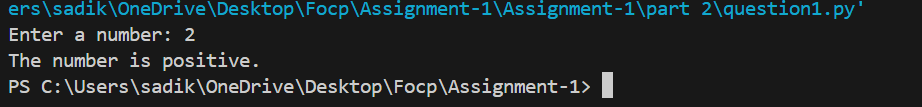 ers\sadik\OneDrive\Desktop\Focp\Assignment-1\Assignment-1\part 2\question1.py'
Enter a number: 2
The number is positive.
PS C:\Users\sadik\OneDrive\Desktop\Focp\Assignment-1>